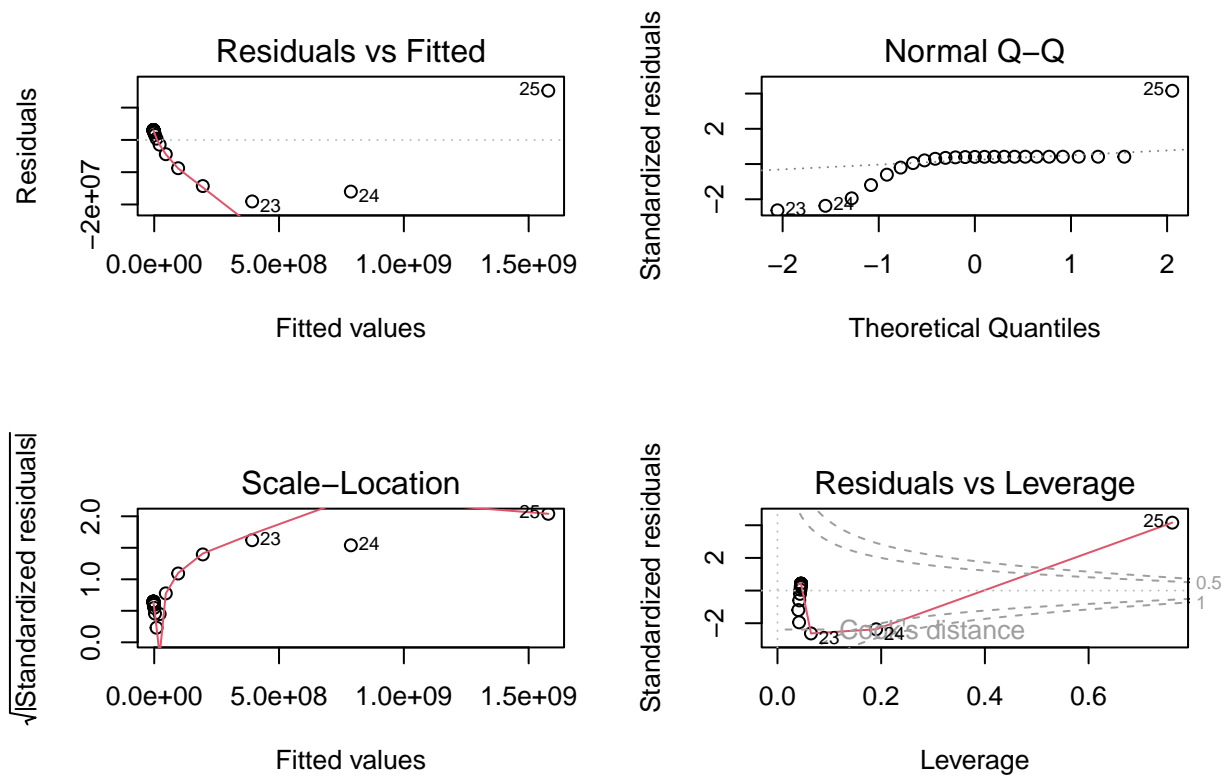 Residuals vs Fitted
Residuals
−2e+07
25
23
24
0.0e+00 5.0e+08 1.0e+09 1.5e+09
Fitted values
Normal Q−Q
Standardized residuals
2
−2
25
23
24
−2 −1 0 1 2
Theoretical Quantiles
Scale−Location
√|Standardized residuals|
2.0
1.0
0.0
25
23
24
0.0e+00 5.0e+08 1.0e+09 1.5e+09
Fitted values
Residuals vs Leverage
Standardized residuals
2
−2
25
0.5
1
23
24
Cook's distance
0.0 0.2 0.4 0.6
Leverage